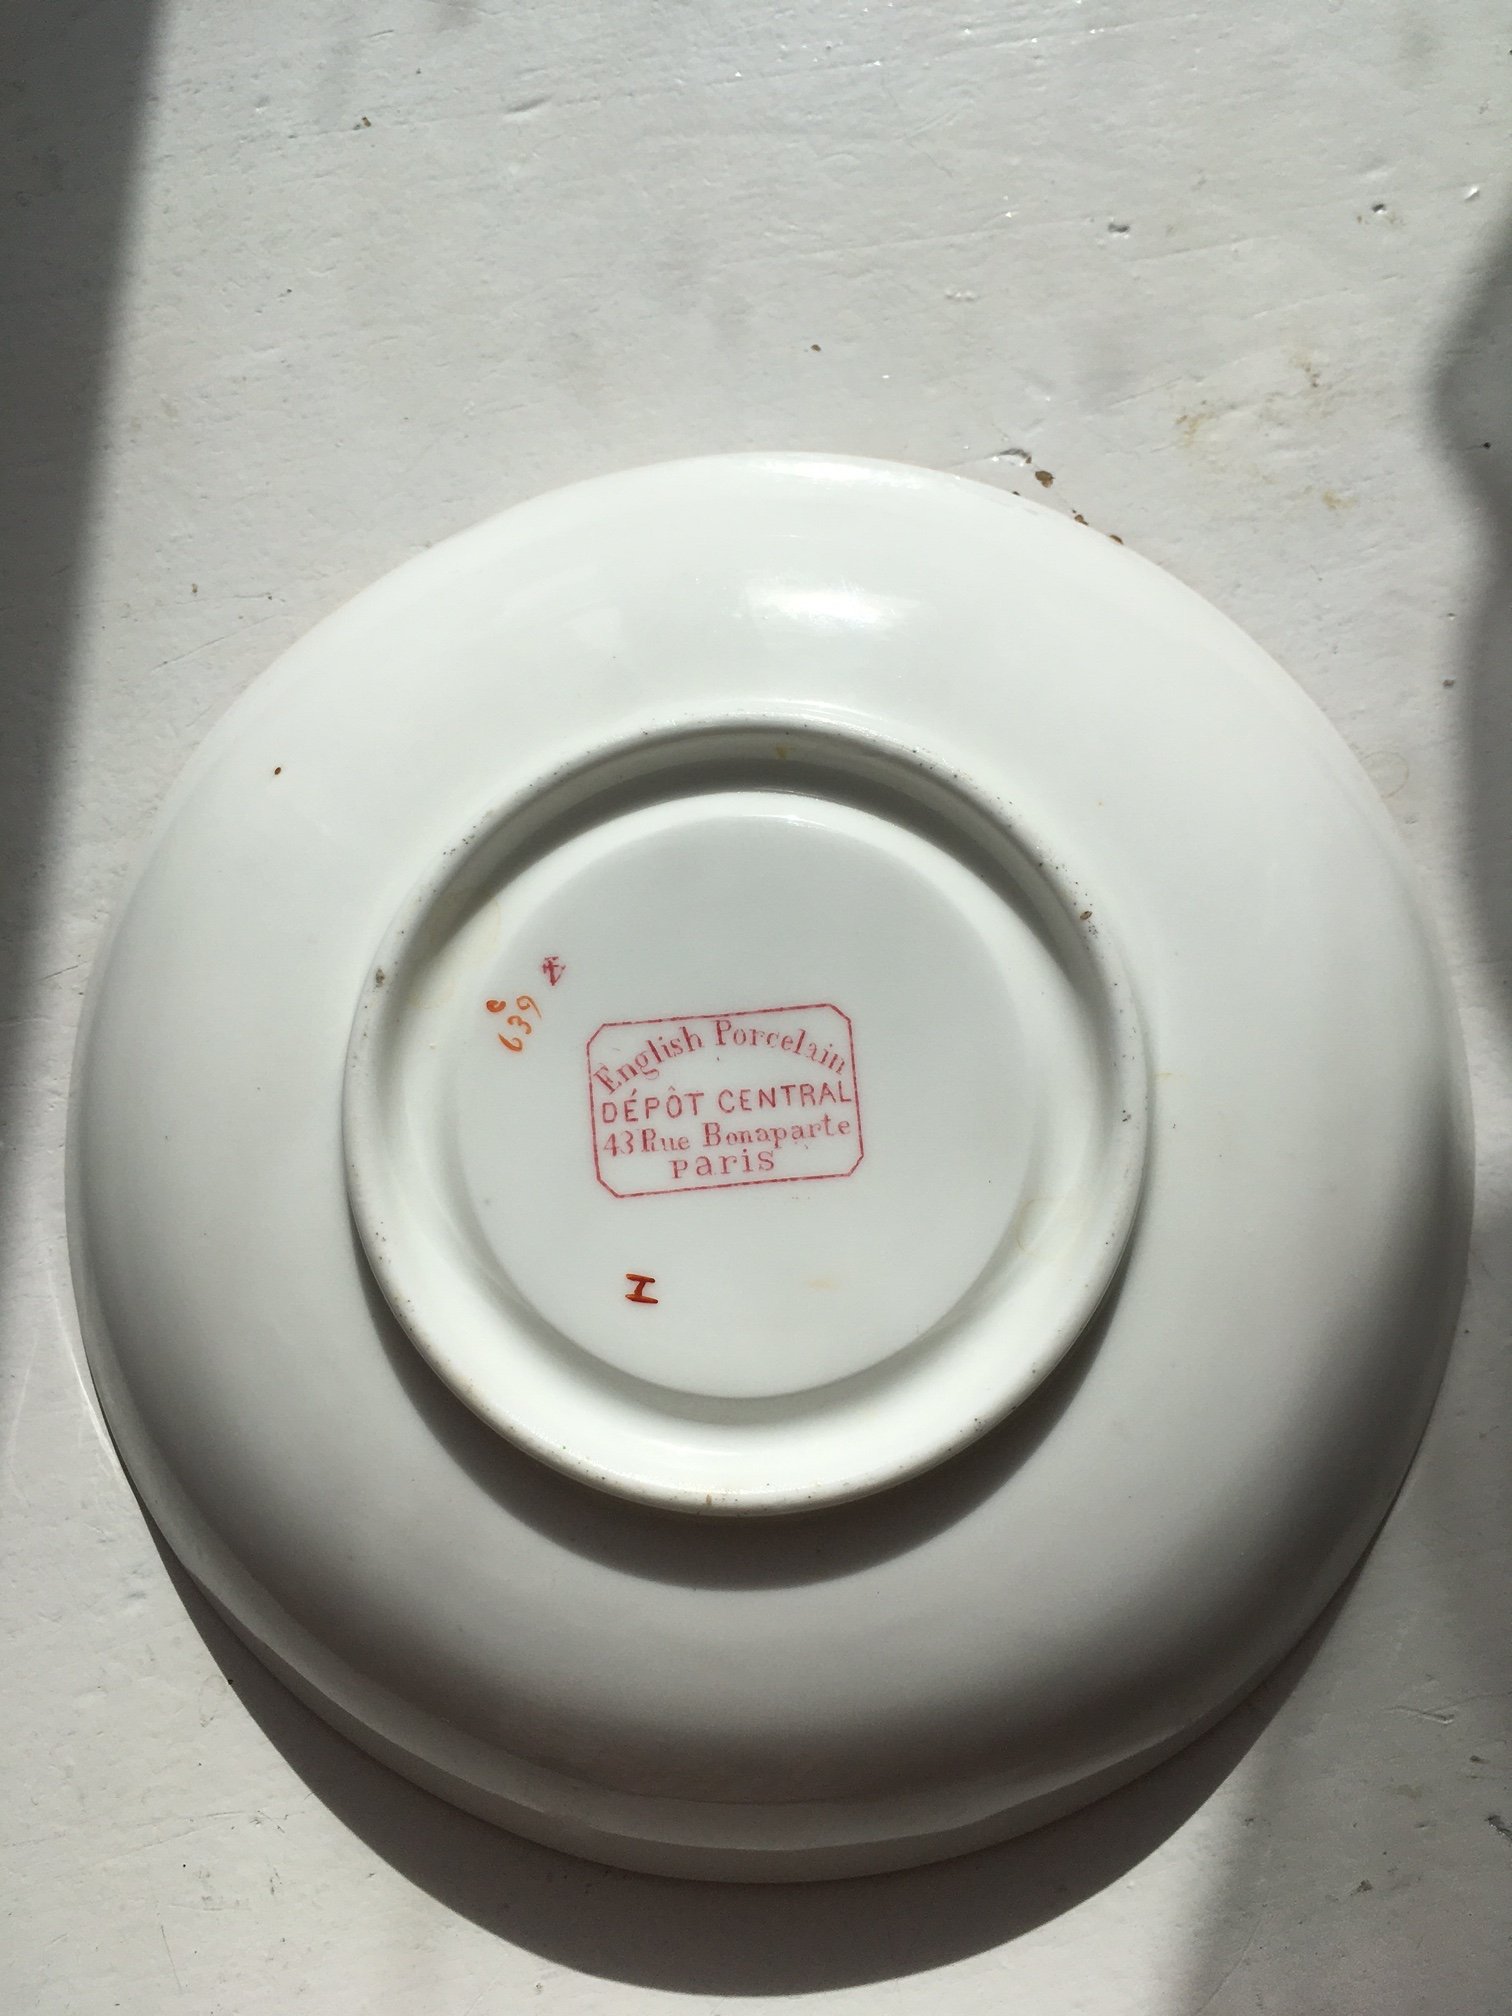 C
639
English Porcelain
DÉPÔT CENTRAL
43 Rue Bonaparte
Paris
I